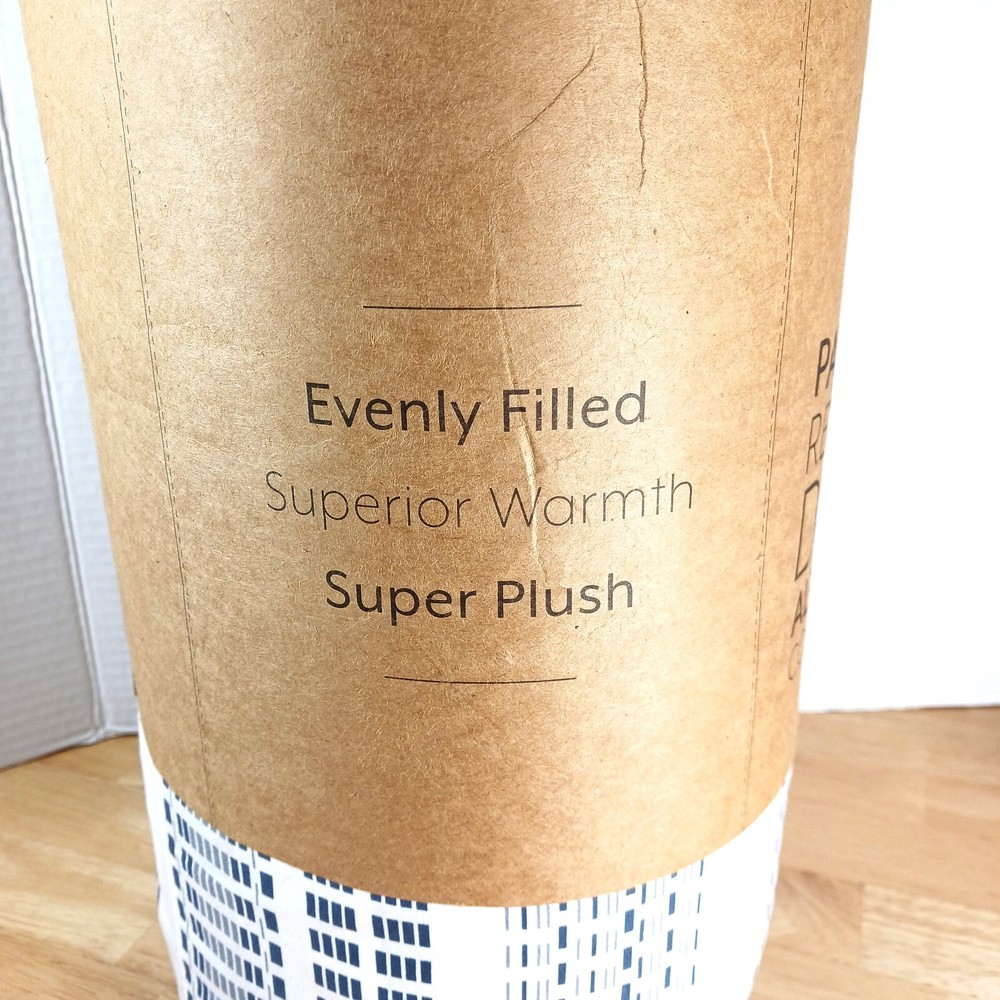 Evenly Filled
Superior Warmth
Super Plush